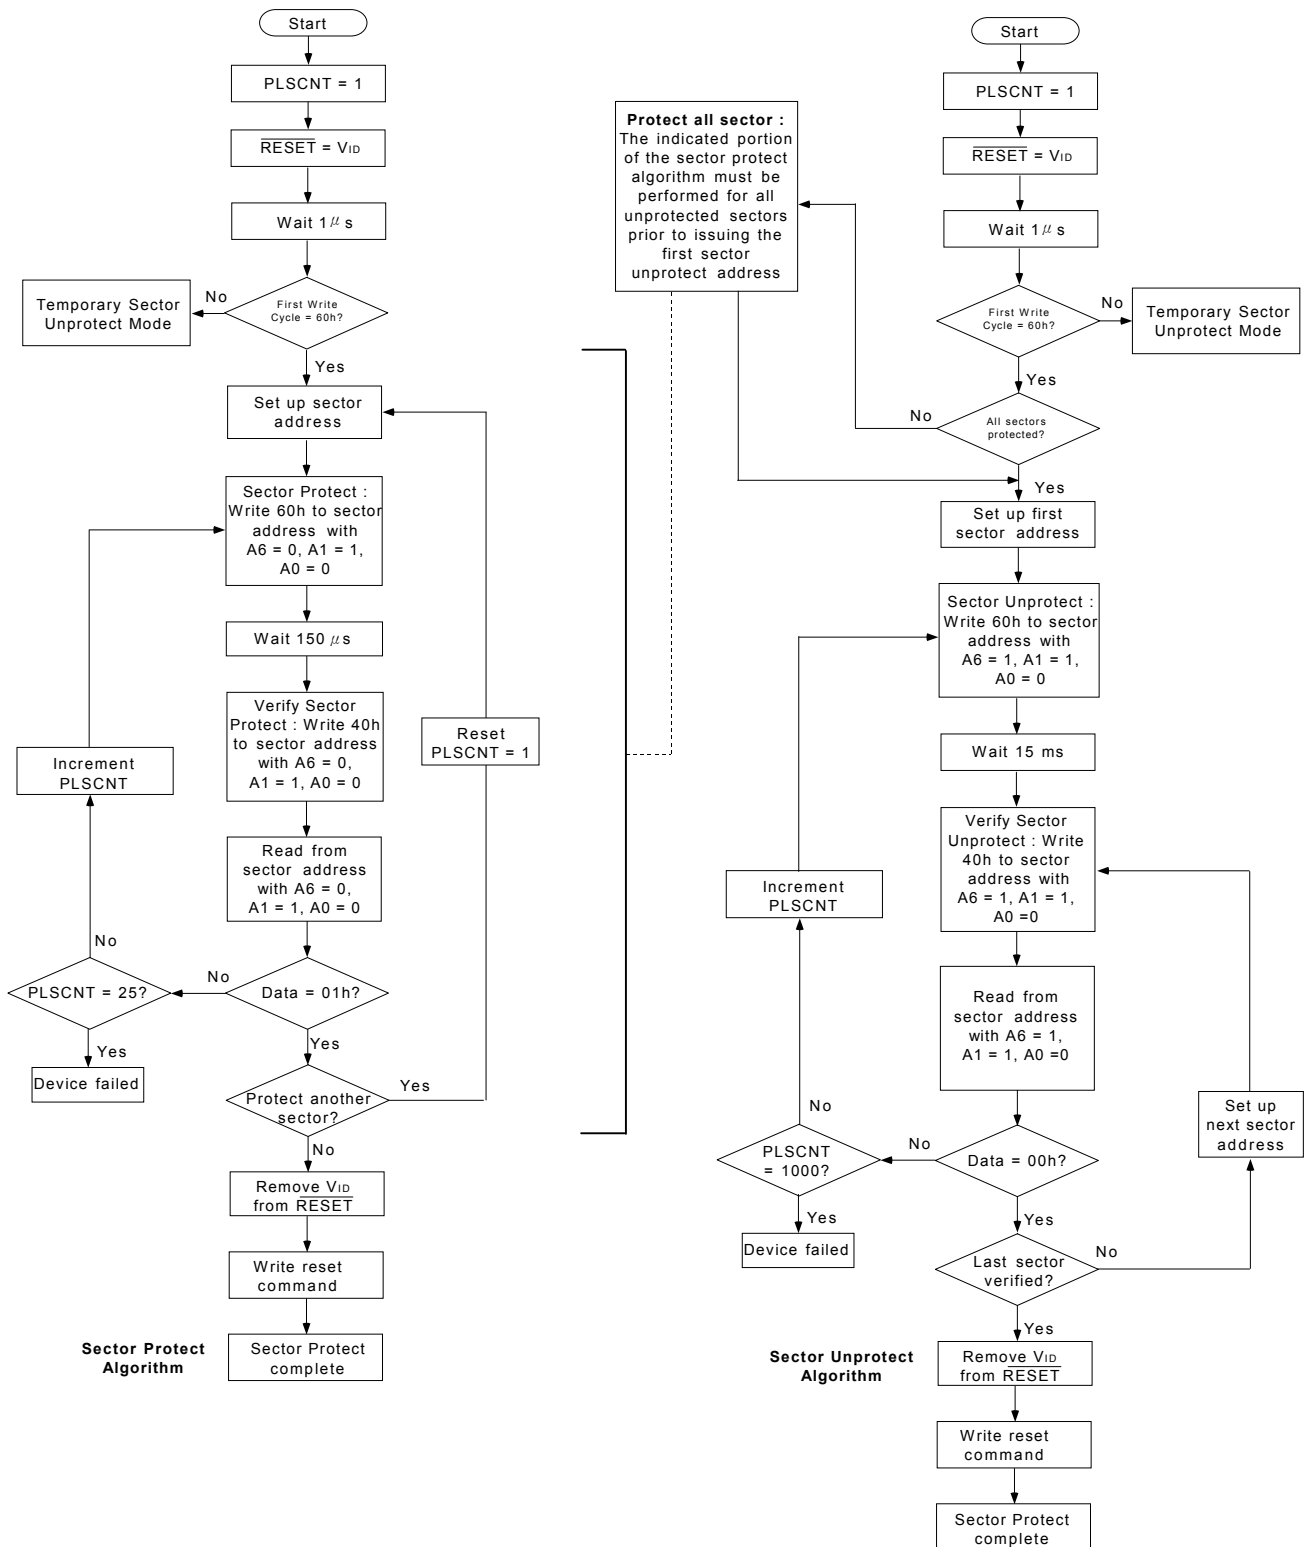 Start
PLSCNT = 1
RESET = VID
Wait 1μs
First Write
Cycle = 60h?
No
Temporary Sector
Unprotect Mode
Yes
Set up sector
address
Sector Protect :
Write 60h to sector
address with
A6 = 0, A1 = 1,
A0 = 0
Wait 150 μs
Verify Sector
Protect : Write 40h
to sector address
with A6 = 0,
A1 = 1, A0 = 0
Reset
PLSCNT = 1
Increment
PLSCNT
Read from
sector address
with A6 = 0,
A1 = 1, A0 = 0
No
PLSCNT = 25?
No
Data = 01h?
Yes
Device failed
Yes
Protect another
sector?
Yes
No
Remove VID
from RESET
Write reset
command
Sector Protect
Algorithm
Sector Protect
complete
Protect all sector :
The indicated portion
of the sector protect
algorithm must be
performed for all
unprotected sectors
prior to issuing the
first sector
unprotect address
Start
PLSCNT = 1
RESET = VID
Wait 1μs
First Write
Cycle = 60h?
No
Temporary Sector
Unprotect Mode
Yes
No
All sectors
protected?
Yes
Set up first
sector address
Sector Unprotect :
Write 60h to sector
address with
A6 = 1, A1 = 1,
A0 = 0
Wait 15 ms
Verify Sector
Unprotect : Write
40h to sector
address with
A6 = 1, A1 = 1,
A0 =0
Increment
PLSCNT
Read from
sector address
with A6 = 1,
A1 = 1, A0 =0
No
PLSCNT
= 1000?
No
Data = 00h?
Set up
next sector
address
Yes
Device failed
Yes
Last sector
verified?
No
Yes
Sector Unprotect
Algorithm
Remove VID
from RESET
Write reset
command
Sector Protect
complete